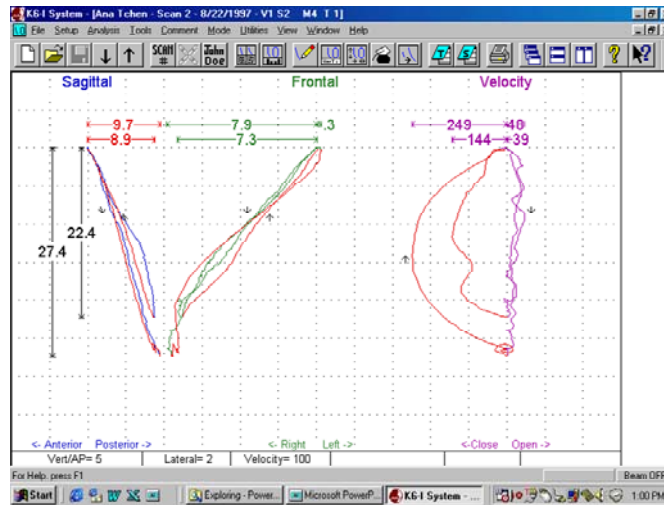 K6-I System - [Ana Tchen - Scan 2 - 8/22/1997 - V1 S2 M4 T 1]
File Setup Analysis Tools Comment Mode Utilities View Window Help
SCAN # John Doe
Sagittal Frontal Velocity
9.7 7.9 .3 249 40
8.9 7.3 144 39
22.4
27.4
<- Anterior Posterior -> <- Right Left -> <-Close Open ->
Vert/AP= 5 Lateral= 2 Velocity= 100
For Help, press F1 Beam OFF
Start Exploring - Power... Microsoft PowerP... K6-I System - ... 1:00 PM